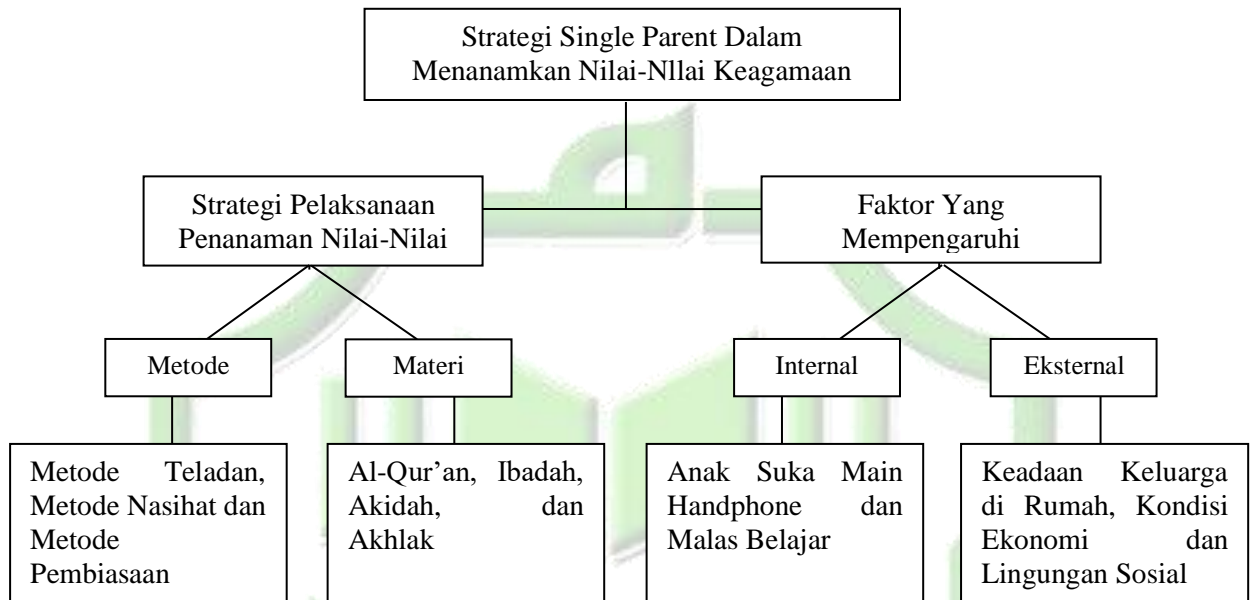 Strategi Single Parent Dalam
Menanamkan Nilai-Nllai Keagamaan
Strategi Pelaksanaan
Penanaman Nilai-Nilai
Faktor Yang
Mempengaruhi
Metode
Materi
Internal
Eksternal
Metode Teladan,
Metode Nasihat dan
Metode
Pembiasaan
Al-Qur’an, Ibadah,
Akidah, dan
Akhlak
Anak Suka Main
Handphone dan
Malas Belajar
Keadaan Keluarga
di Rumah, Kondisi
Ekonomi dan
Lingungan Sosial